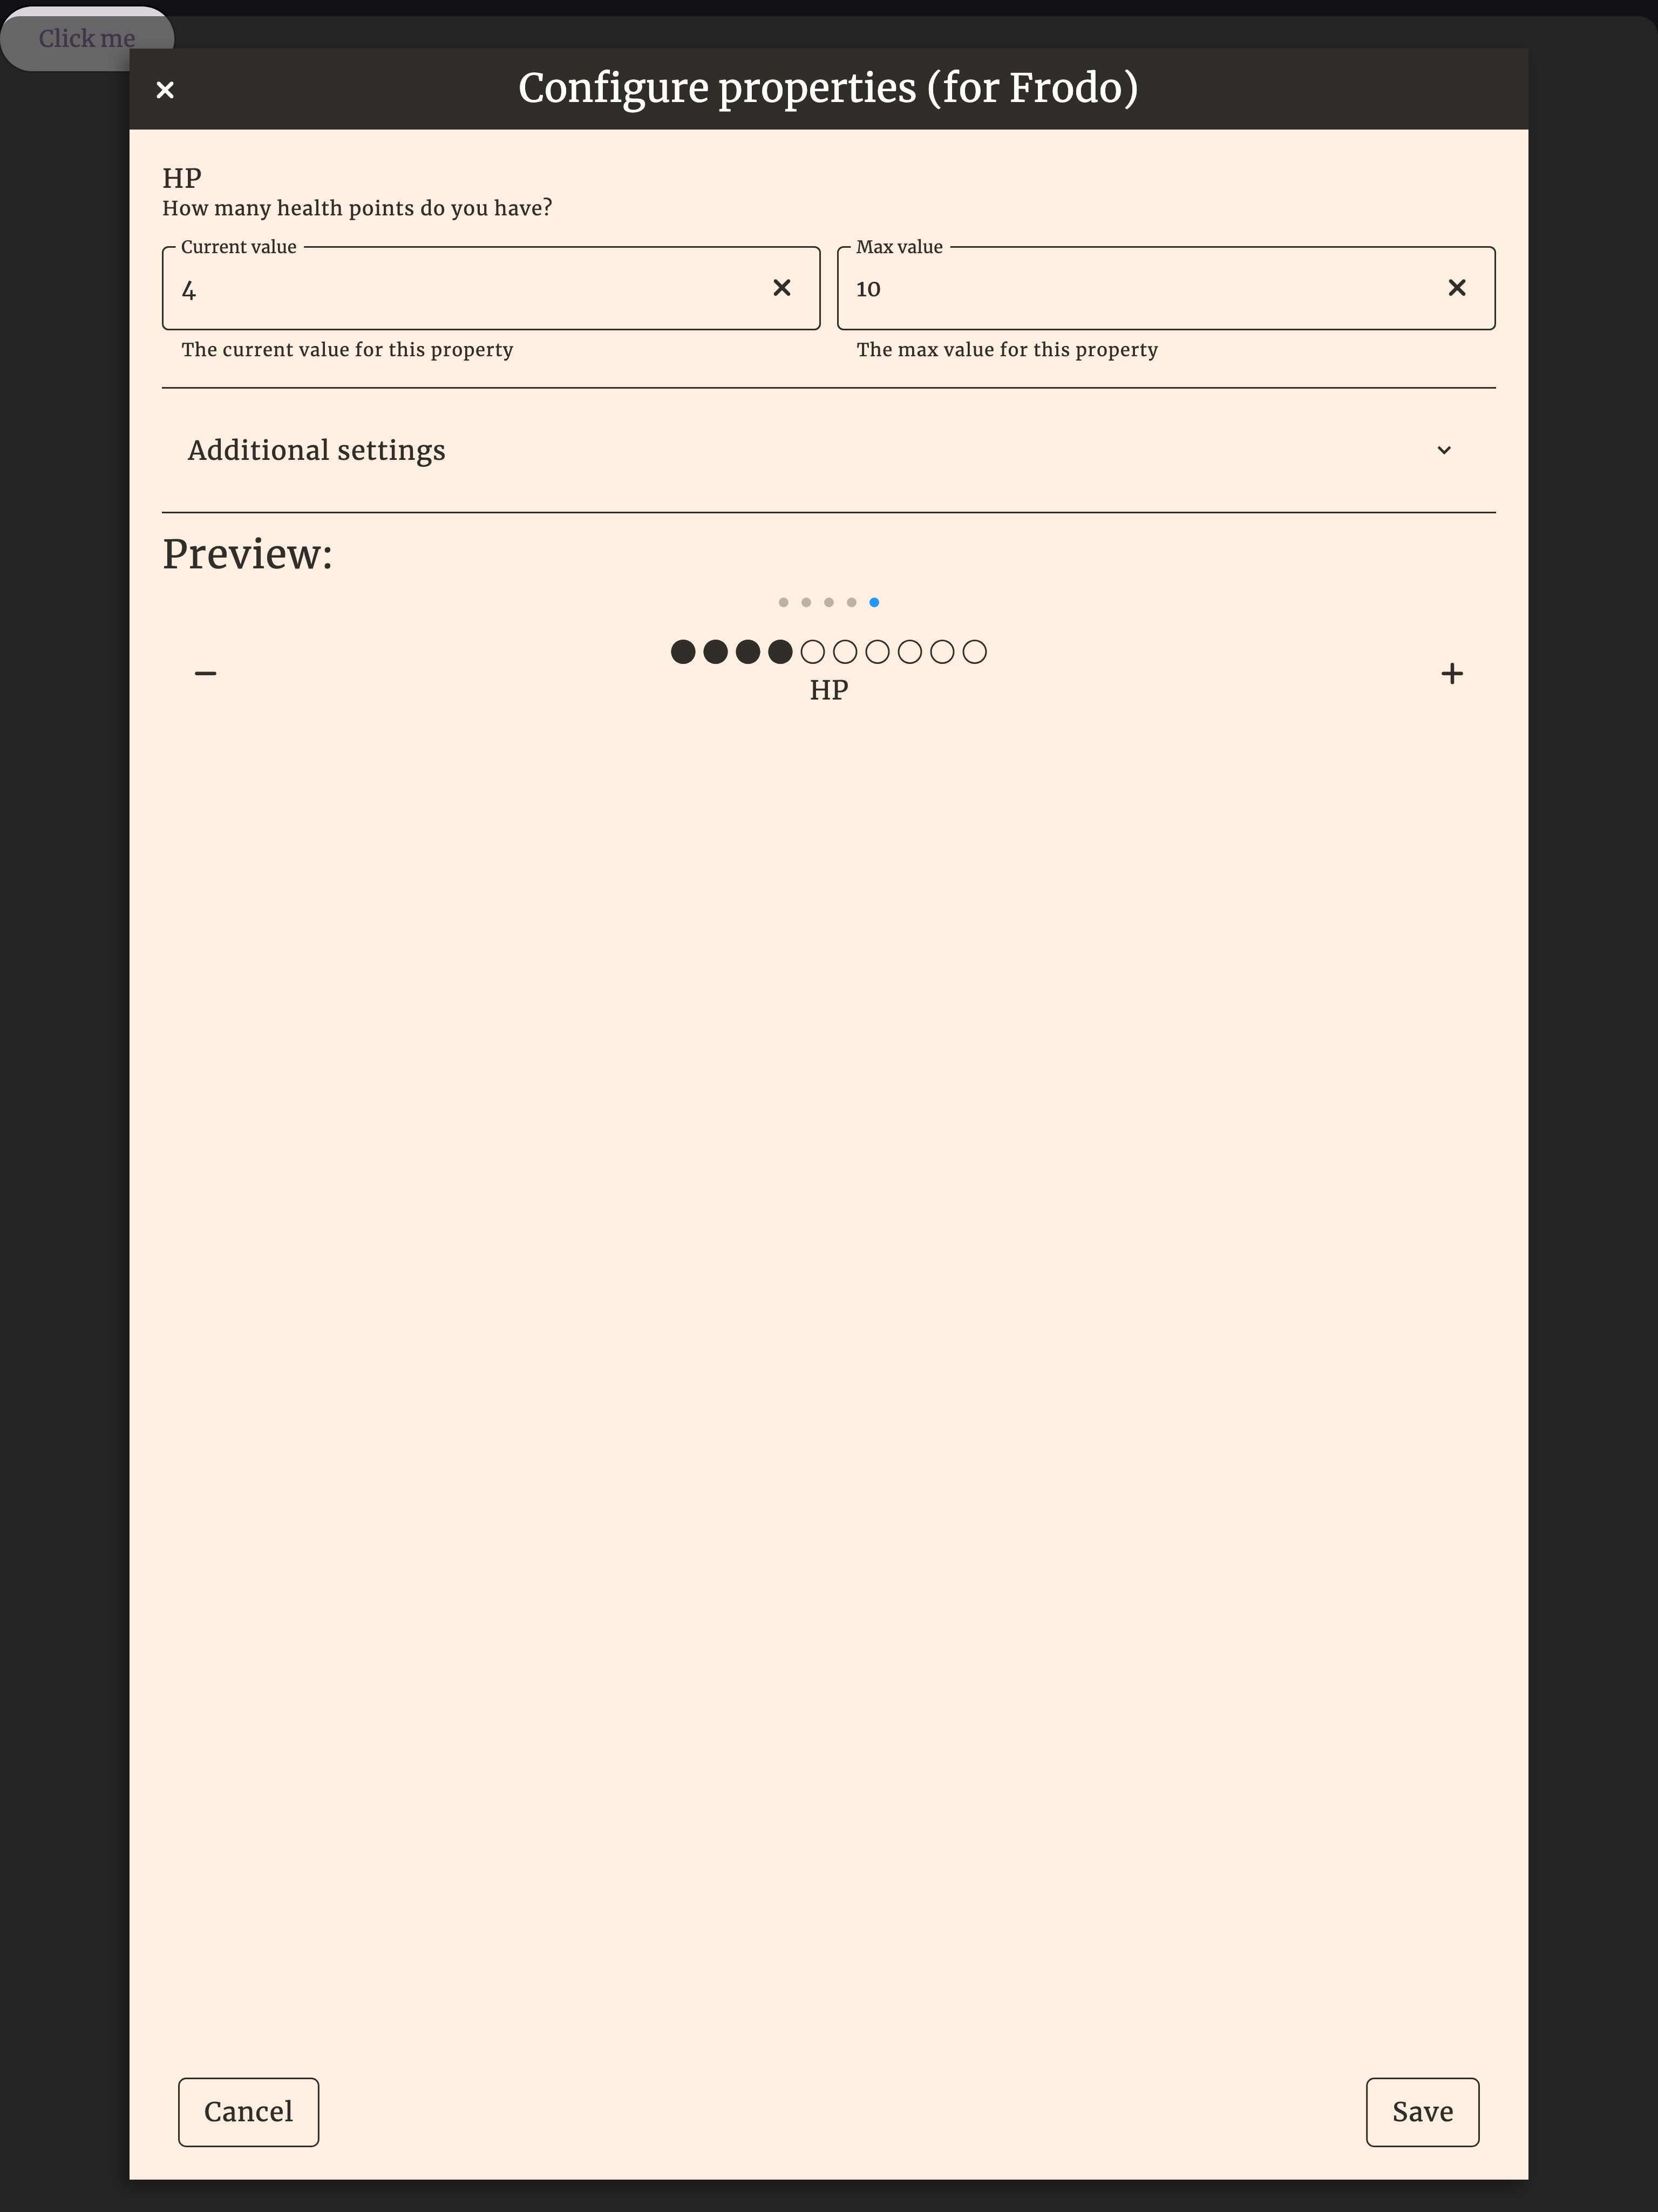 Click me
Configure properties (for Frodo)
HP
How many health points do you have?
Current value
Max value
4
10
The current value for this property
The max value for this property
Additional settings
Preview:
HP
Cancel
Save